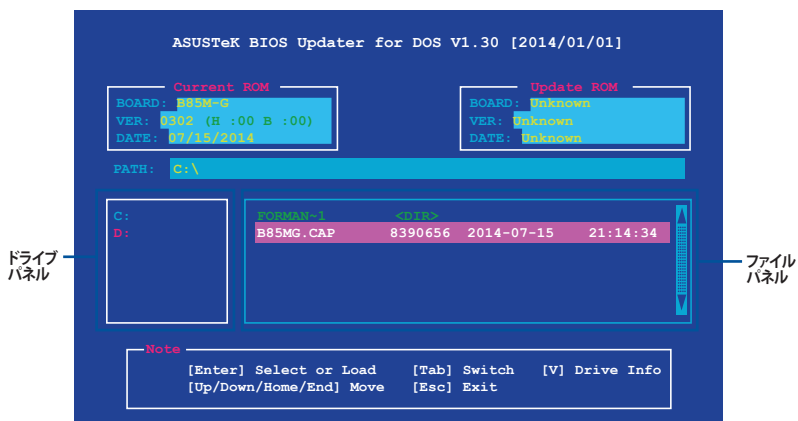 ASUSTeK BIOS Updater for DOS V1.30 [2014/01/01]
Current ROM
BOARD: B85M-G
VER: 0302 (H :00 B :00)
DATE: 07/15/2014
Update ROM
BOARD: Unknown
VER: Unknown
DATE: Unknown
PATH: C:\
C:
D:
FORMAN~1 <DIR>
B85MG.CAP 8390656 2014-07-15 21:14:34
ドライブ
パネル
ファイル
パネル
Note
[Enter] Select or Load [Tab] Switch [V] Drive Info
[Up/Down/Home/End] Move [Esc] Exit